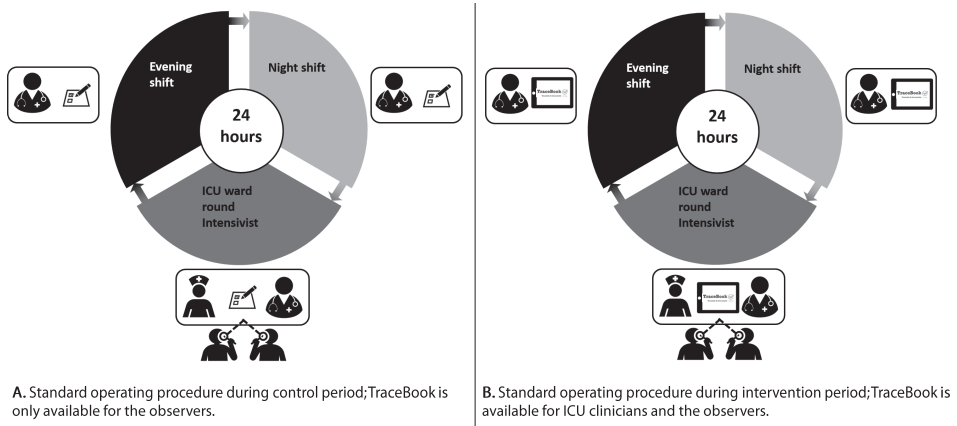 Evening
shift
Night shift
24
hours
ICU ward
round
Intensivist
A. Standard operating procedure during control period;TraceBook is
only available for the observers.
Evening
shift
Night shift
TraceBook
TraceBook
24
hours
ICU ward
round
Intensivist
TraceBook
B. Standard operating procedure during intervention period;TraceBook is
available for ICU clinicians and the observers.